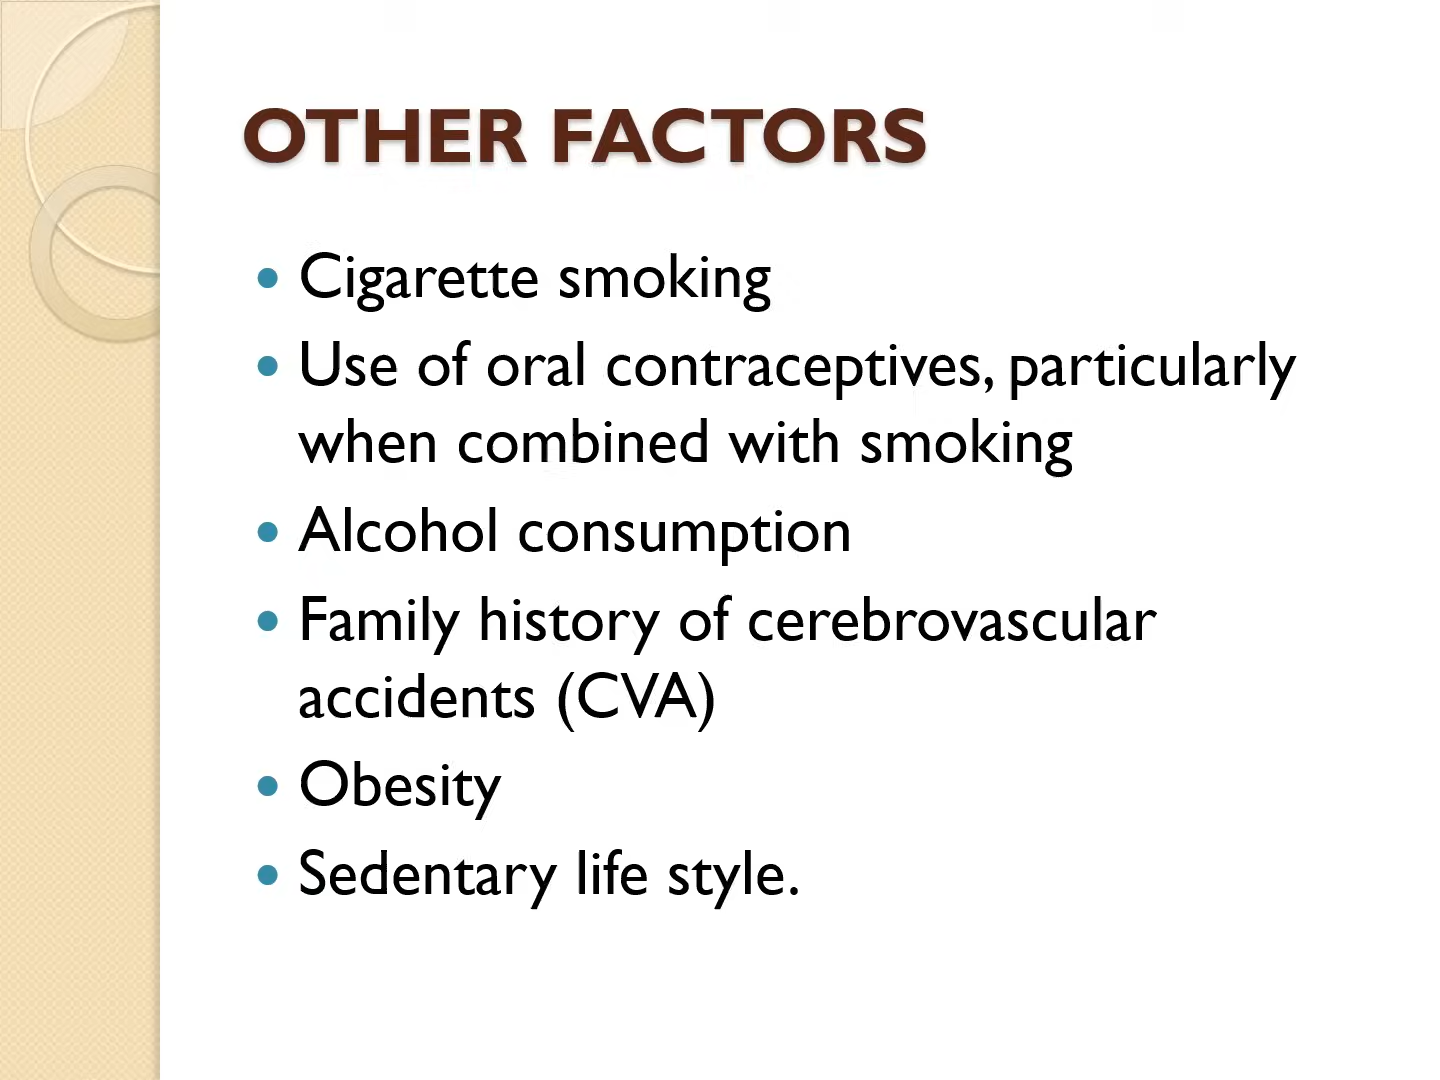 OTHER FACTORS
• Cigarette smoking
• Use of oral contraceptives, particularly
when combined with smoking
• Alcohol consumption
• Family history of cerebrovascular
accidents (CVA)
• Obesity
• Sedentary life style.